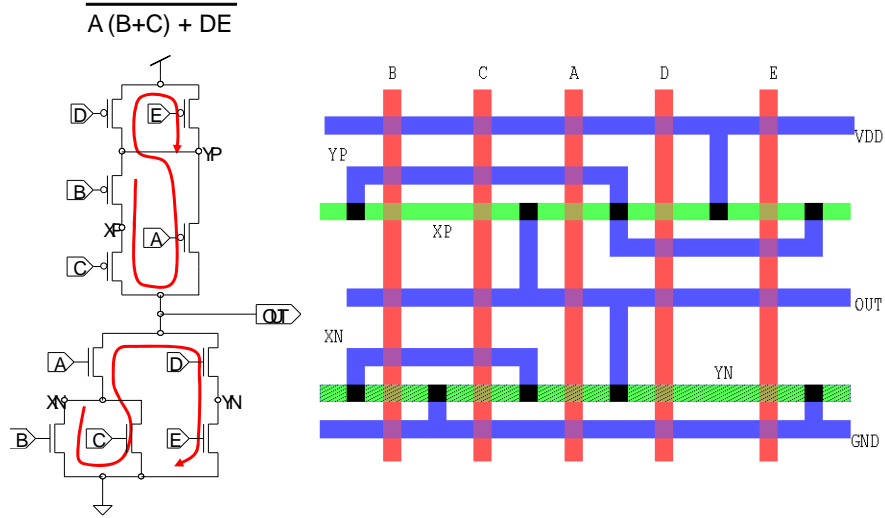 A (B+C) + DE
D
E
YP
B
XP
A
C
OUT
A
D
XN
YN
B
C
E
B C A D E
VDD
YP
XP
OUT
XN
YN
GND